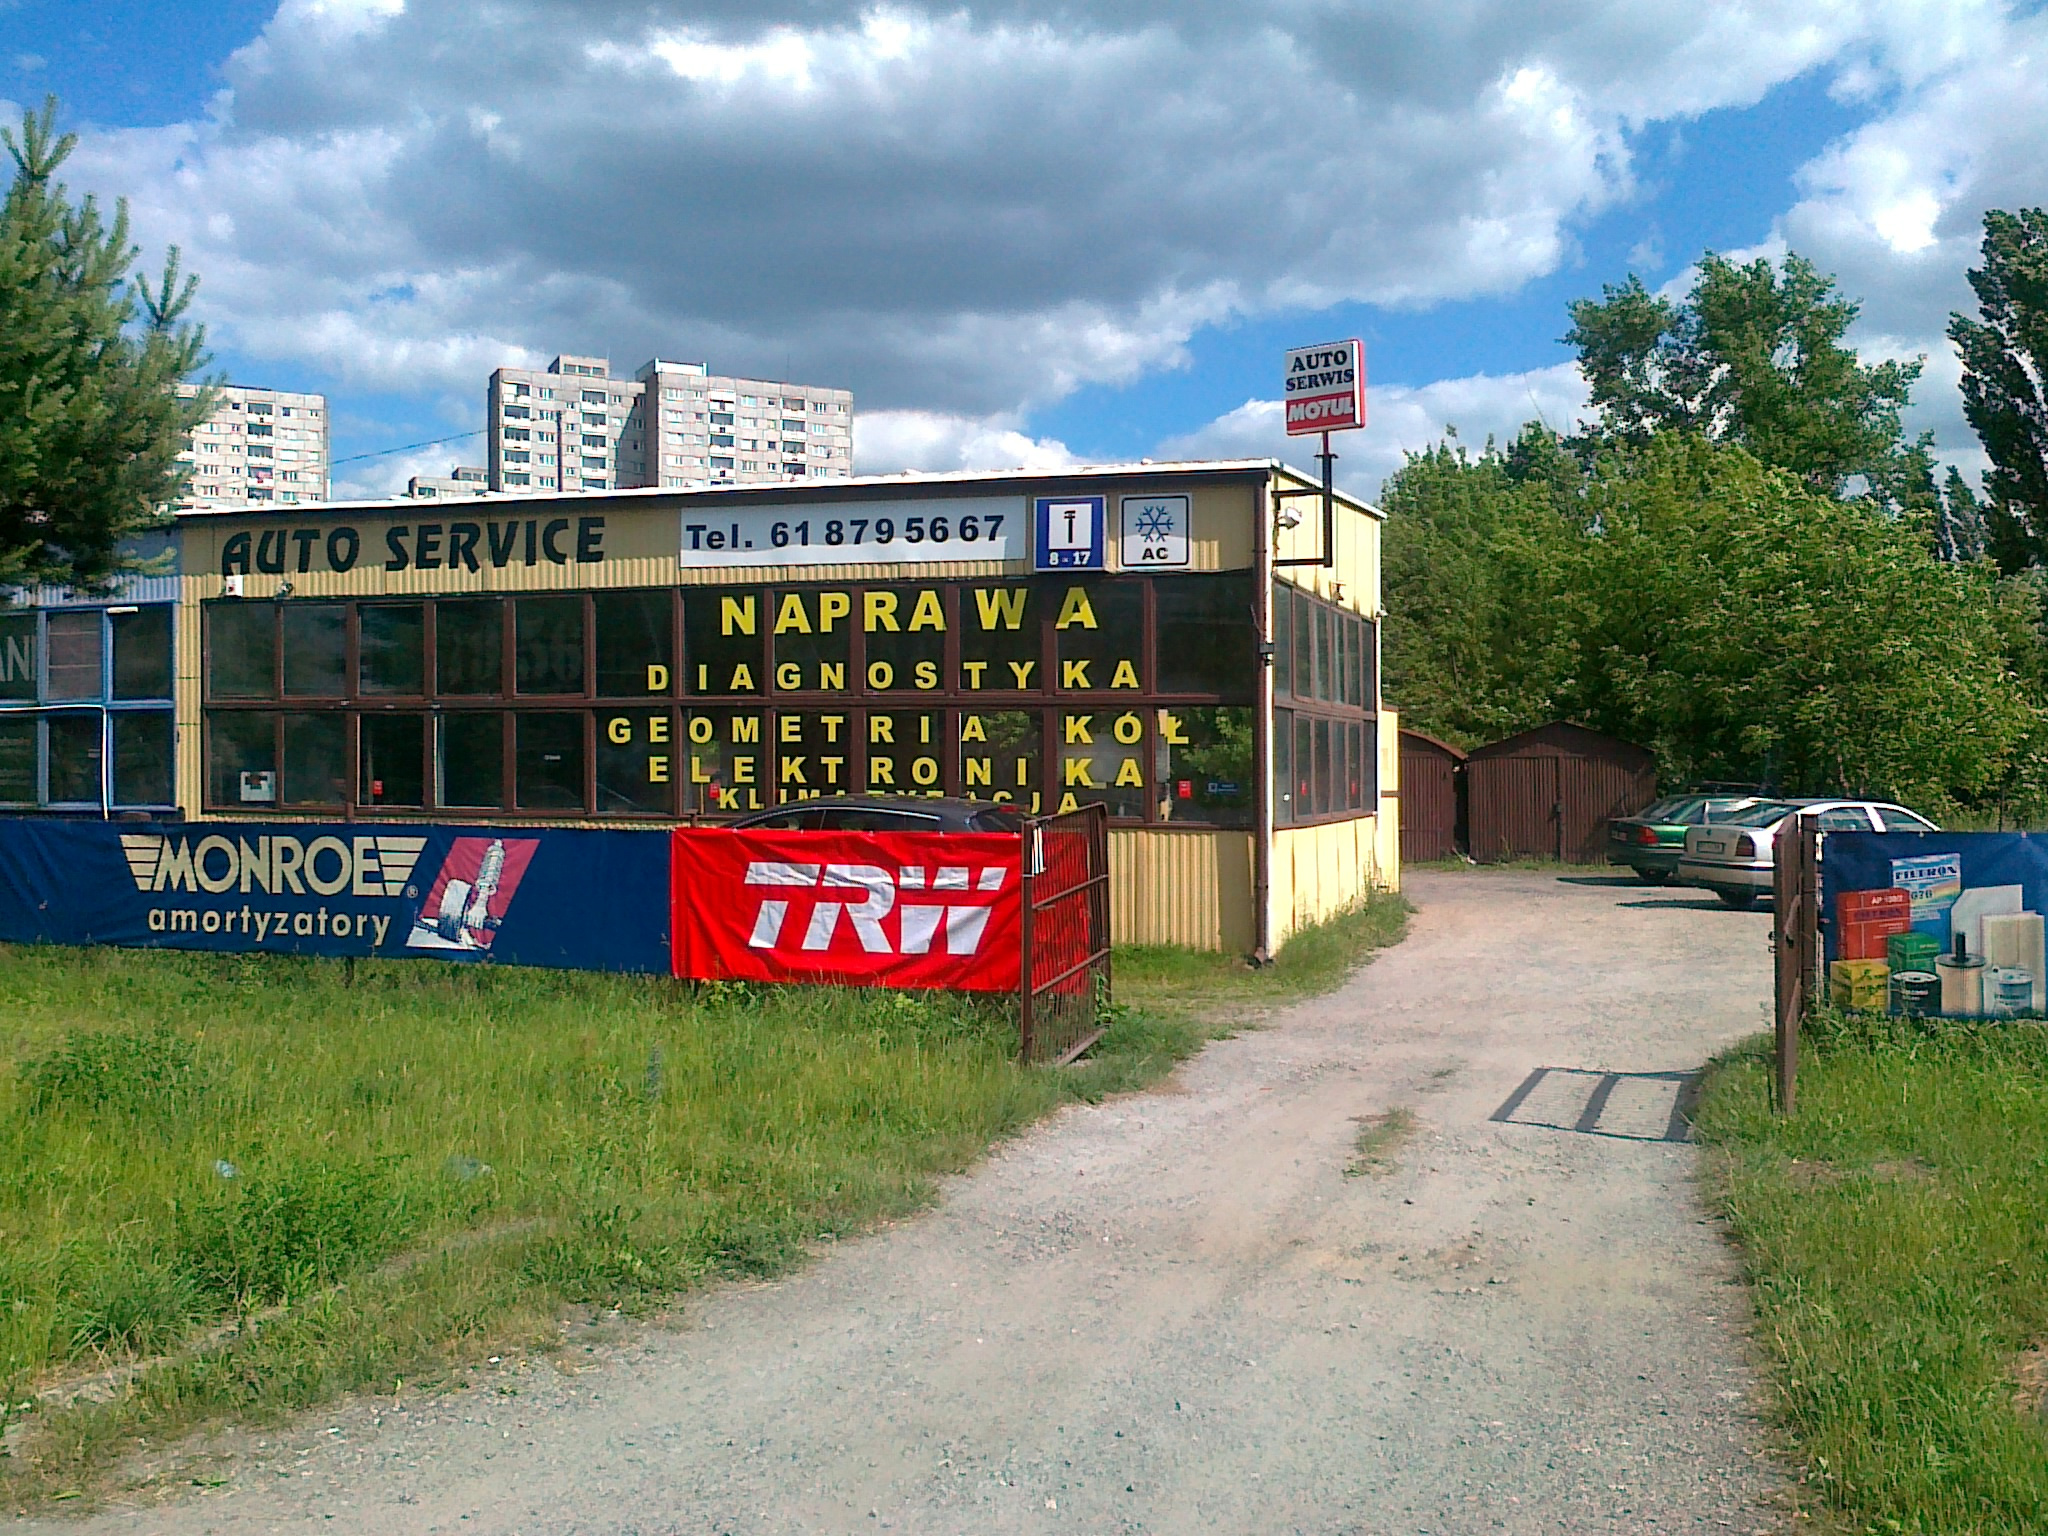 AUTO
SERWIS
MOTUL
AUTO SERVICE
Tel. 61 879 56 67
8 - 17
AC
NAPRAWA
DIAGNOSTYKA
GEOMETRIA KÓŁ
ELEKTRONIKA
KLIMATYZACJA
MONROE®
amortyzatory
TRW
FILTRON